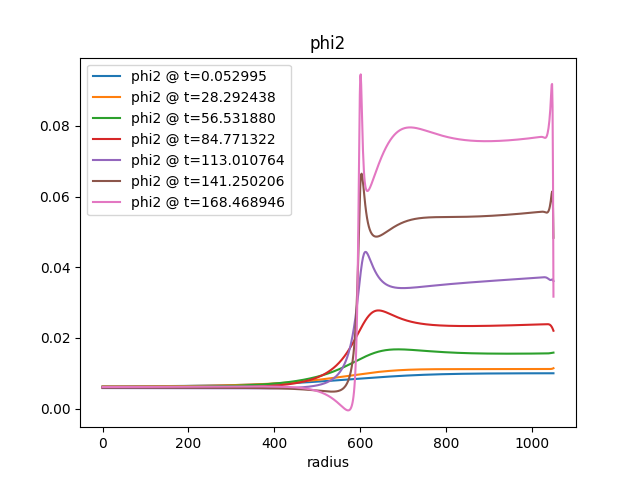 phi2
phi2 @ t=0.052995
phi2 @ t=28.292438
phi2 @ t=56.531880
phi2 @ t=84.771322
phi2 @ t=113.010764
phi2 @ t=141.250206
phi2 @ t=168.468946
0.08
0.06
0.04
0.02
0.00
0 200 400 600 800 1000
radius